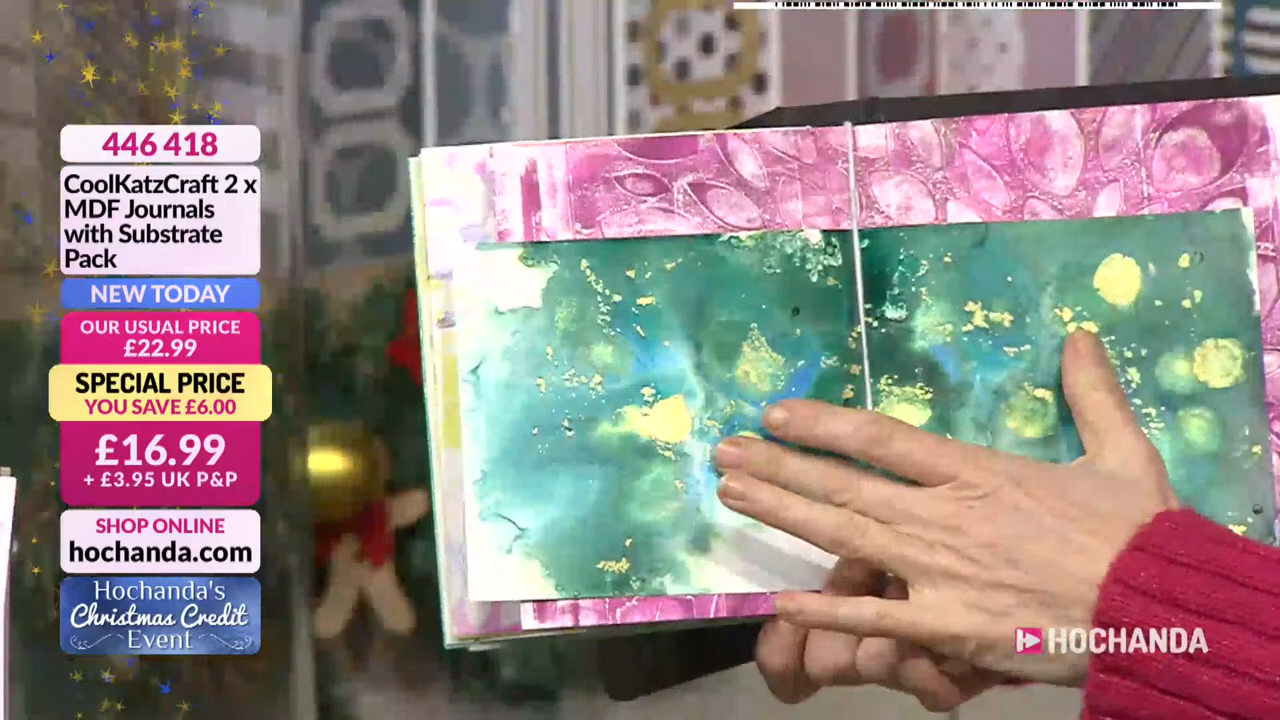 446 418
CoolKatzCraft 2 x
MDF Journals
with Substrate
Pack
NEW TODAY
OUR USUAL PRICE
£22.99
SPECIAL PRICE
YOU SAVE £6.00
£16.99
+ £3.95 UK P&P
SHOP ONLINE
hochanda.com
Hochanda's
Christmas Credit
Event
HOCHANDA